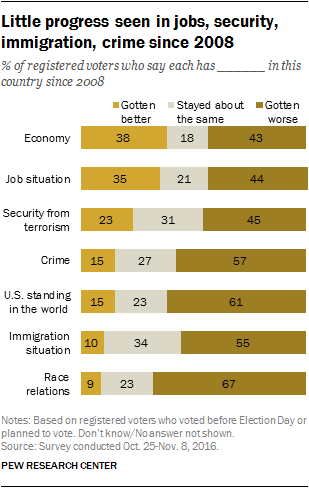 Little progress seen in jobs, security,
immigration, crime since 2008
% of registered voters who say each has ______ in this
country since 2008
Gotten better Stayed about the same Gotten worse
Economy 38 18 43
Job situation 35 21 44
Security from terrorism 23 31 45
Crime 15 27 57
U.S. standing in the world 15 23 61
Immigration situation 10 34 55
Race relations 9 23 67
Notes: Based on registered voters who voted before Election Day or
planned to vote. Don't know/No answer not shown.
Source: Survey conducted Oct. 25-Nov. 8, 2016.
PEW RESEARCH CENTER